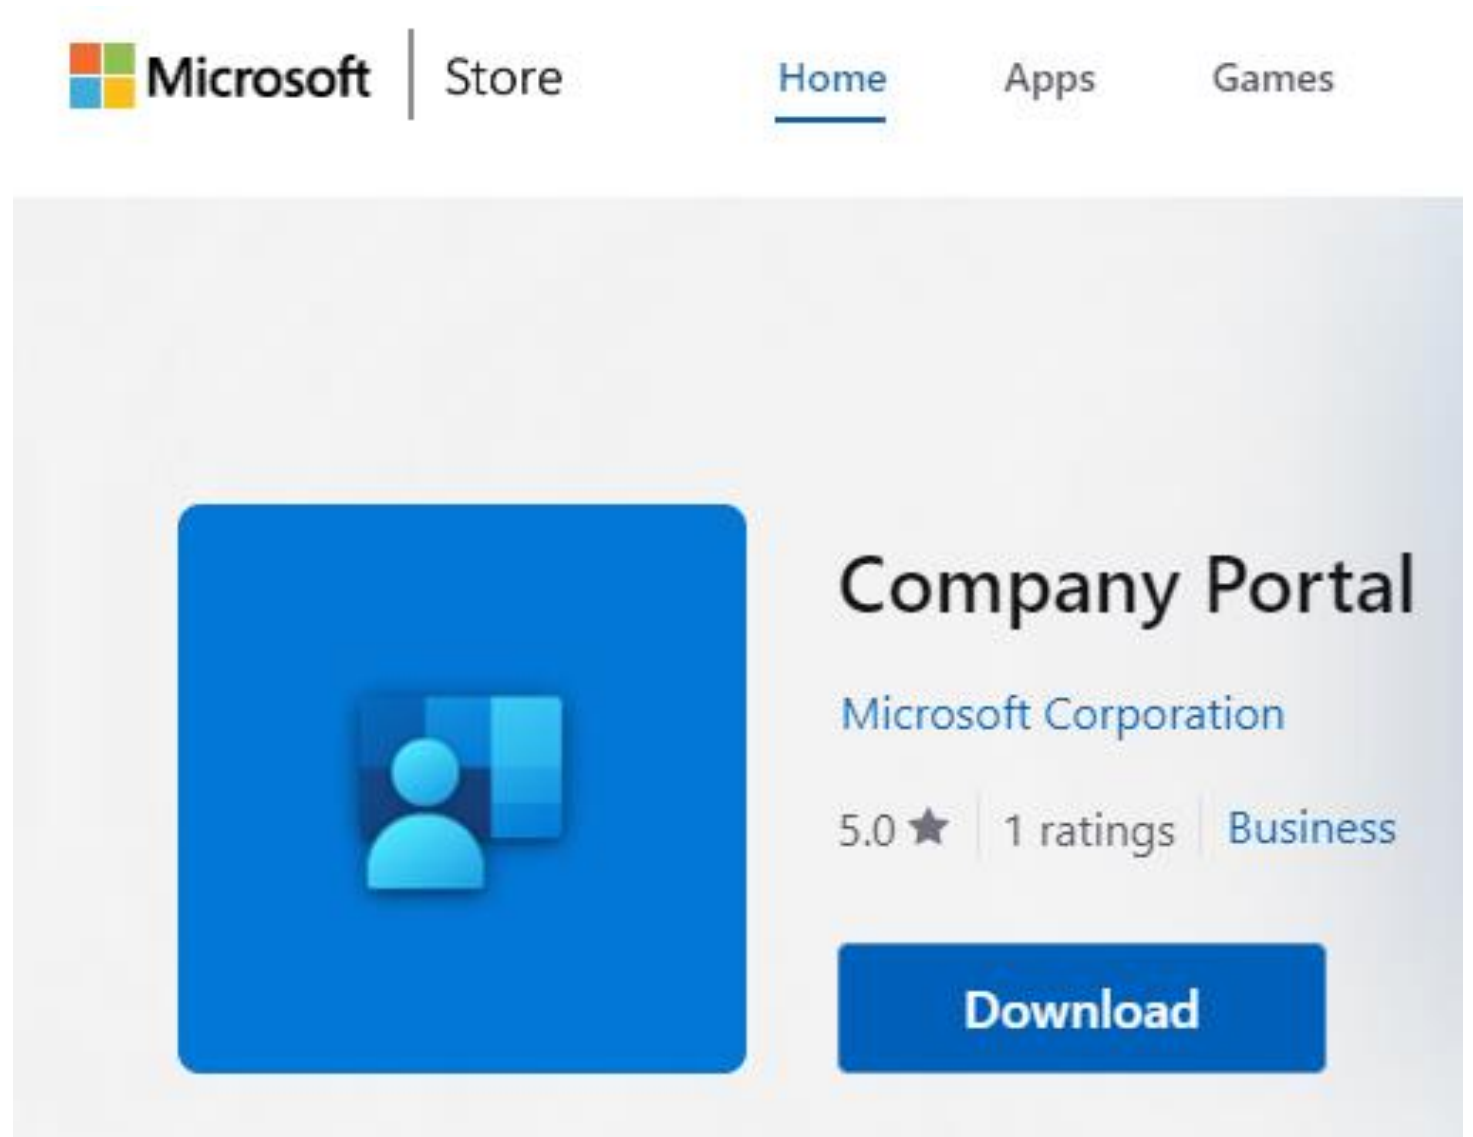 Microsoft | Store Home Apps Games
Company Portal
Microsoft Corporation
5.0 ★ 1 ratings Business
Download